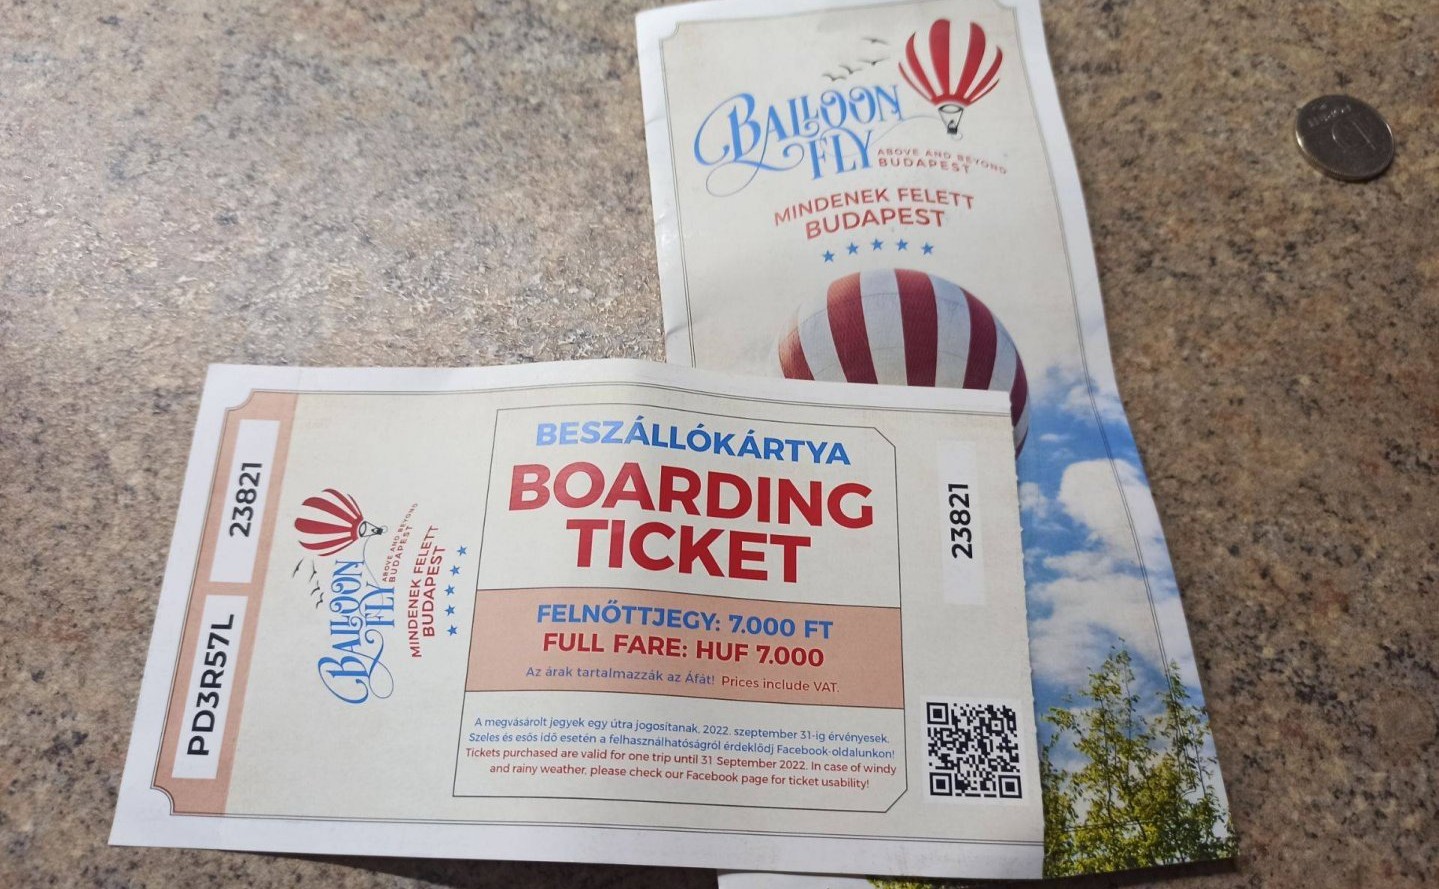 BALLOON
FLY
ABOVE AND BEYOND
BUDAPEST
MINDENEK FELETT
BUDAPEST
23821
PD3R57L
BALLOON
FLY
ABOVE AND BEYOND
BUDAPEST
MINDENEK FELETT
BUDAPEST
BESZÁLLÓKÁRTYA
BOARDING
TICKET
FELNŐTTJEGY: 7.000 FT
FULL FARE: HUF 7.000
Az árak tartalmazzák az Áfát! Prices include VAT.
A megvásárolt jegyek egy útra jogosítanak, 2022. szeptember 31-ig érvényesek.
Szeles és esős idő esetén a felhasználhatóságról érdeklődj Facebook-oldalunkon!
Tickets purchased are valid for one trip until 31 September 2022. In case of windy
and rainy weather, please check our Facebook page for ticket usability!
23821